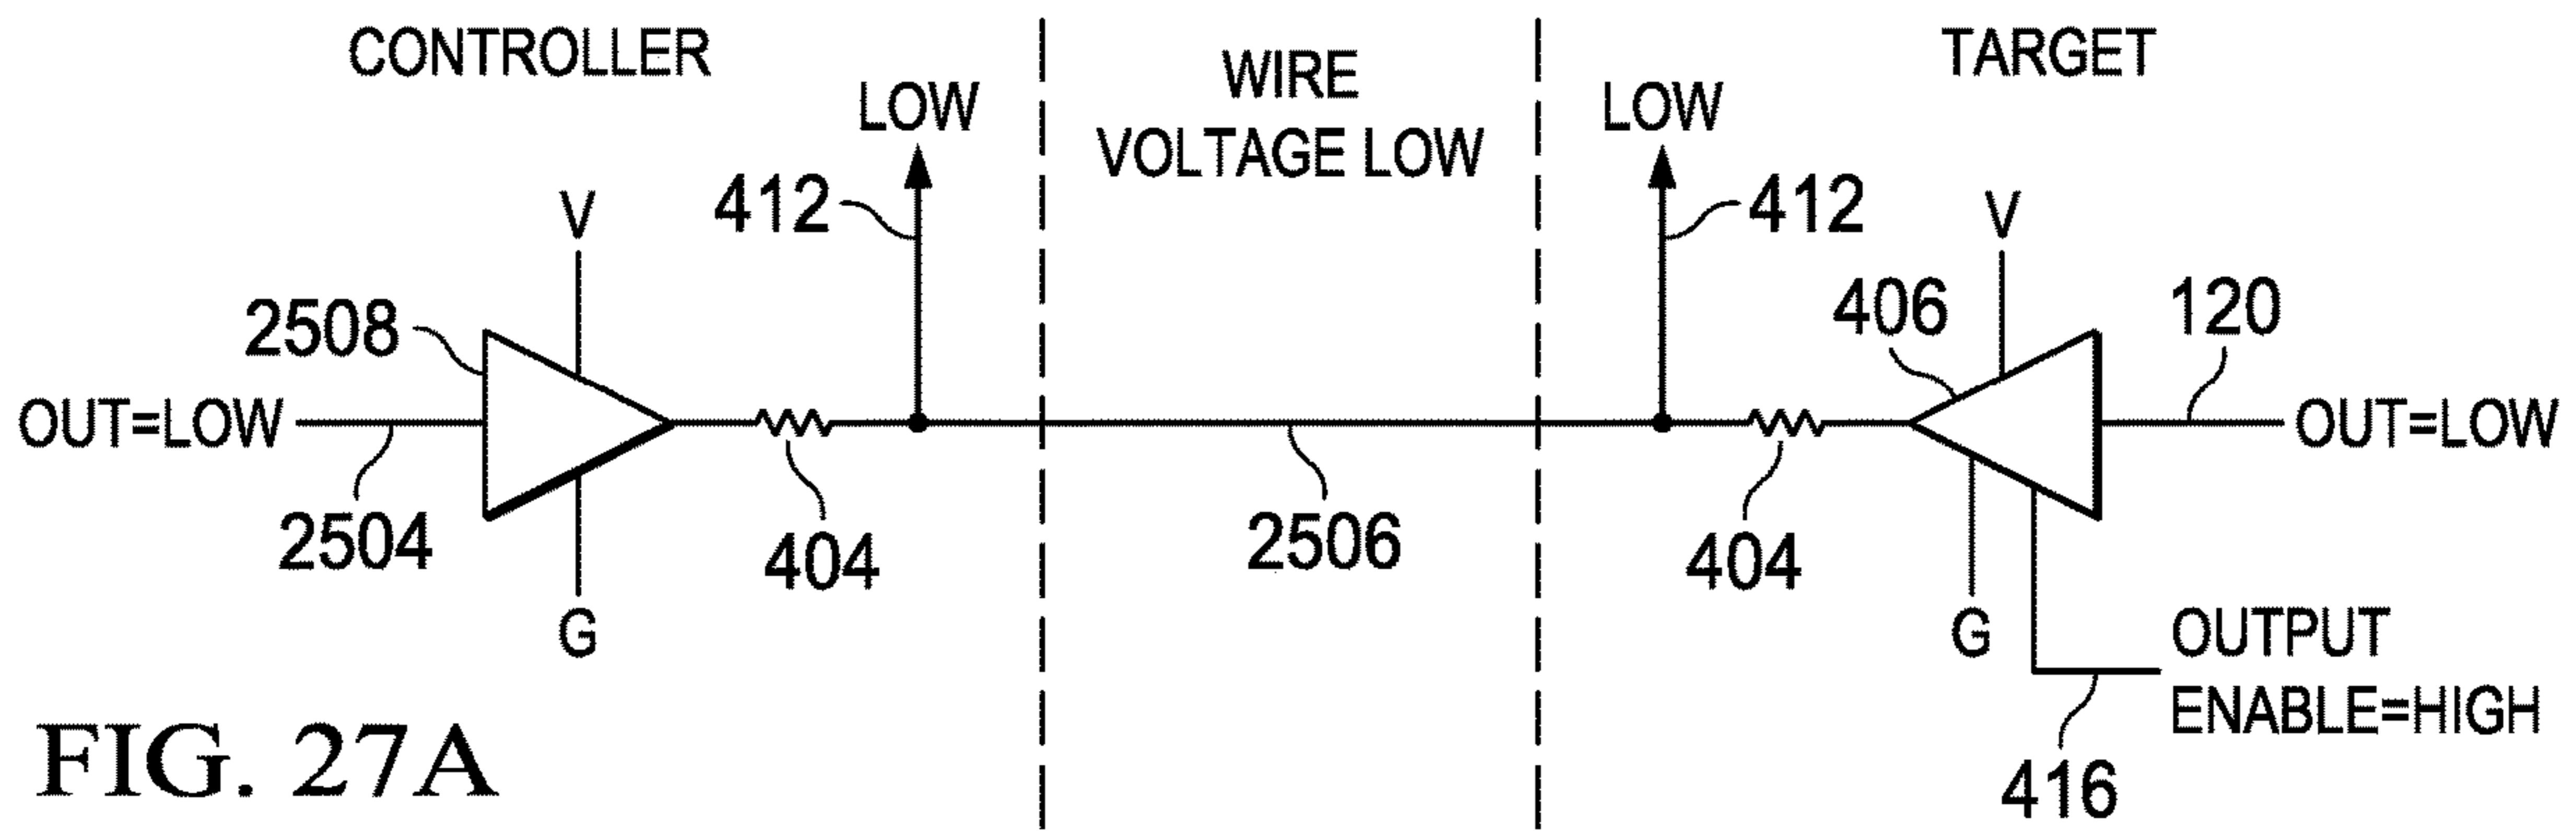 CONTROLLER
WIRE
VOLTAGE LOW
TARGET
LOW
LOW
412
412
V
V
2508
406
120
OUT=LOW
OUT=LOW
2504
404
2506
404
G
G
OUTPUT
ENABLE=HIGH
416
FIG. 27A